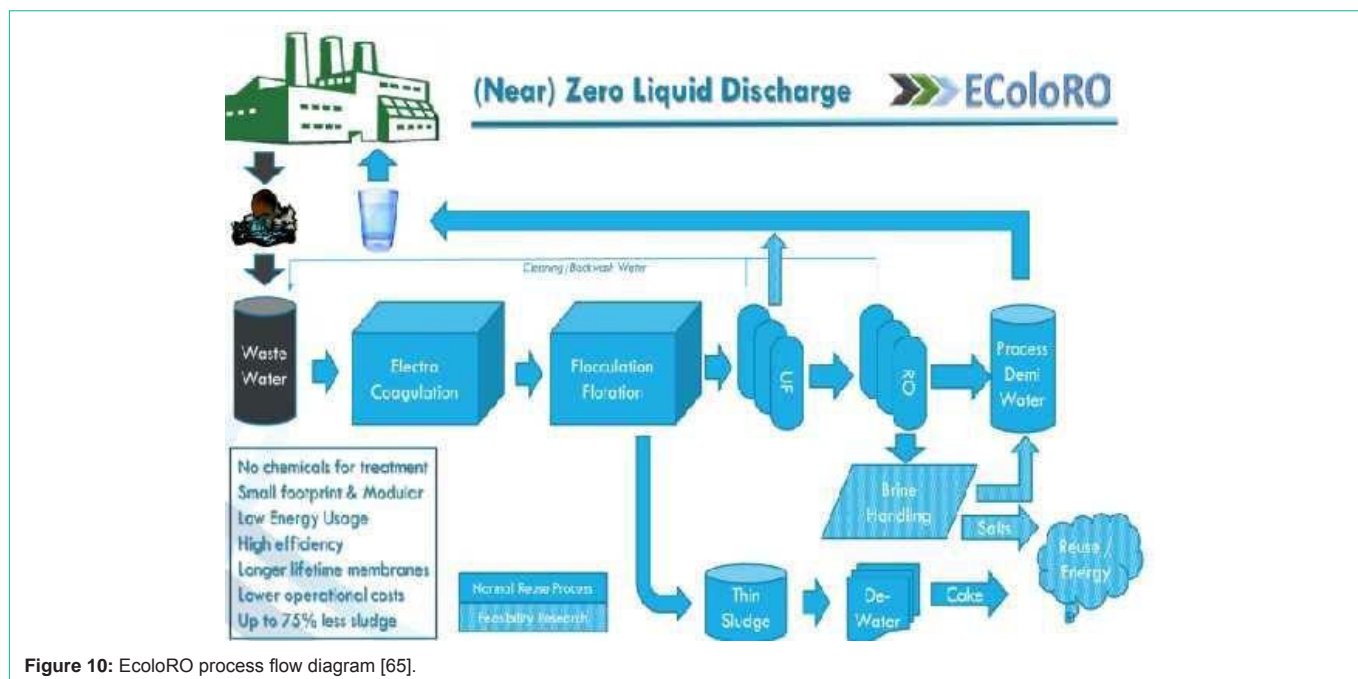 (Near) Zero Liquid Discharge
EColoRO
Cleaning/Backwash Water
Waste
Water
Electro
Coagulation
Flocculation
Flotation
UF
RO
Process
Demi
Water
No chemicals for treatment
Small footprint & Modular
Low Energy Usage
High efficiency
Longer lifetime membranes
Lower operational costs
Up to 75% less sludge
Brine
Handling
Salts
Reuse /
Energy
Normal Reuse Process
Feasibility Research
Thin
Sludge
De-
Water
Cake
Figure 10: EcoloRO process flow diagram [65].